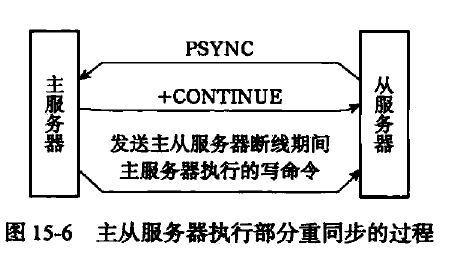 PSYNC
主服务器
从服务器
+CONTINUE
发送主从服务器断线期间
主服务器执行的写命令
图 15-6 主从服务器执行部分重同步的过程